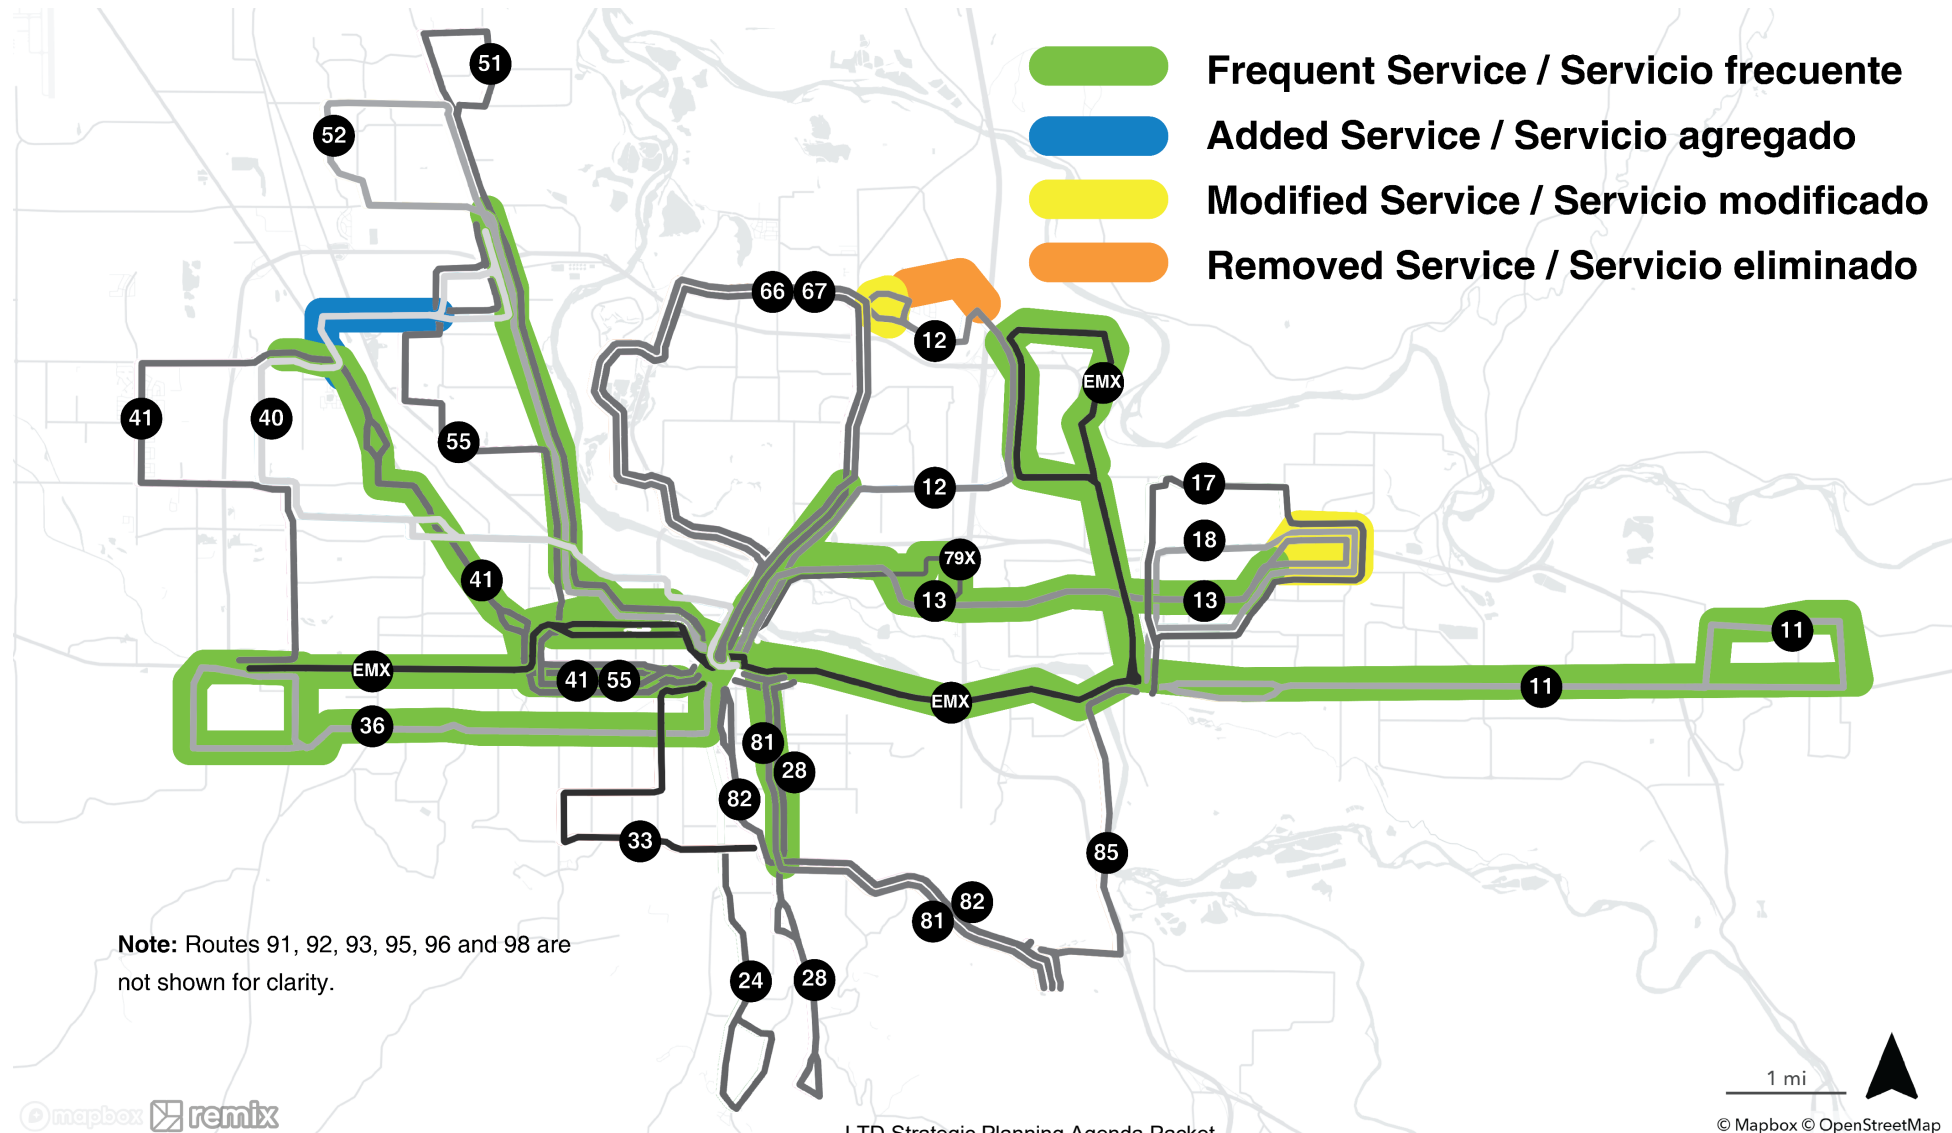 51
Frequent Service / Servicio frecuente
52
Added Service / Servicio agregado
Modified Service / Servicio modificado
Removed Service / Servicio eliminado
66 67
12
EMX
41
40
55
12
17
18
79X
41
13
13
11
EMX
41 55
36
EMX
11
81
28
82
33
85
82
81
Note: Routes 91, 92, 93, 95, 96 and 98 are
not shown for clarity.
24
28
1 mi
mapbox remix
© Mapbox © OpenStreetMap
LTD Strategic Planning Agenda Packet